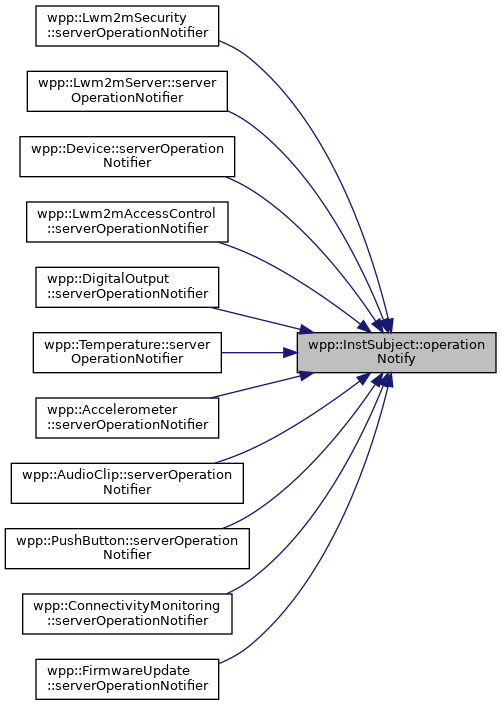 wpp::Lwm2mSecurity
::serverOperationNotifier
wpp::Lwm2mServer::server
OperationNotifier
wpp::Device::serverOperation
Notifier
wpp::Lwm2mAccessControl
::serverOperationNotifier
wpp::DigitalOutput
::serverOperationNotifier
wpp::Temperature::server
OperationNotifier
wpp::InstSubject::operation
Notify
wpp::Accelerometer
::serverOperationNotifier
wpp::AudioClip::serverOperation
Notifier
wpp::PushButton::serverOperation
Notifier
wpp::ConnectivityMonitoring
::serverOperationNotifier
wpp::FirmwareUpdate
::serverOperationNotifier